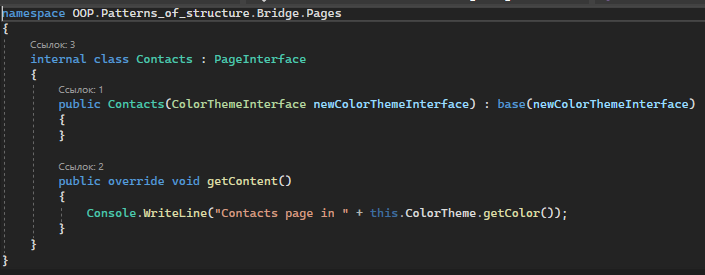 namespace OOP.Patterns_of_structure.Bridge.Pages
{
Ссылок: 3
internal class Contacts : PageInterface
{
Ссылок: 1
public Contacts(ColorThemeInterface newColorThemeInterface) : base(newColorThemeInterface)
{
}
Ссылок: 2
public override void getContent()
{
Console.WriteLine("Contacts page in " + this.ColorTheme.getColor());
}
}
}